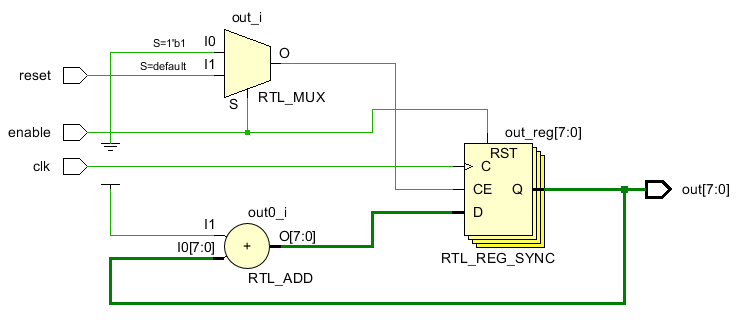 out_i
S=1'b1 I0
O
reset S=default I1
S RTL_MUX
enable
out_reg[7:0]
RST
clk C
CE Q out[7:0]
D
out0_i
I1 O[7:0]
I0[7:0] +
RTL_REG_SYNC
RTL_ADD